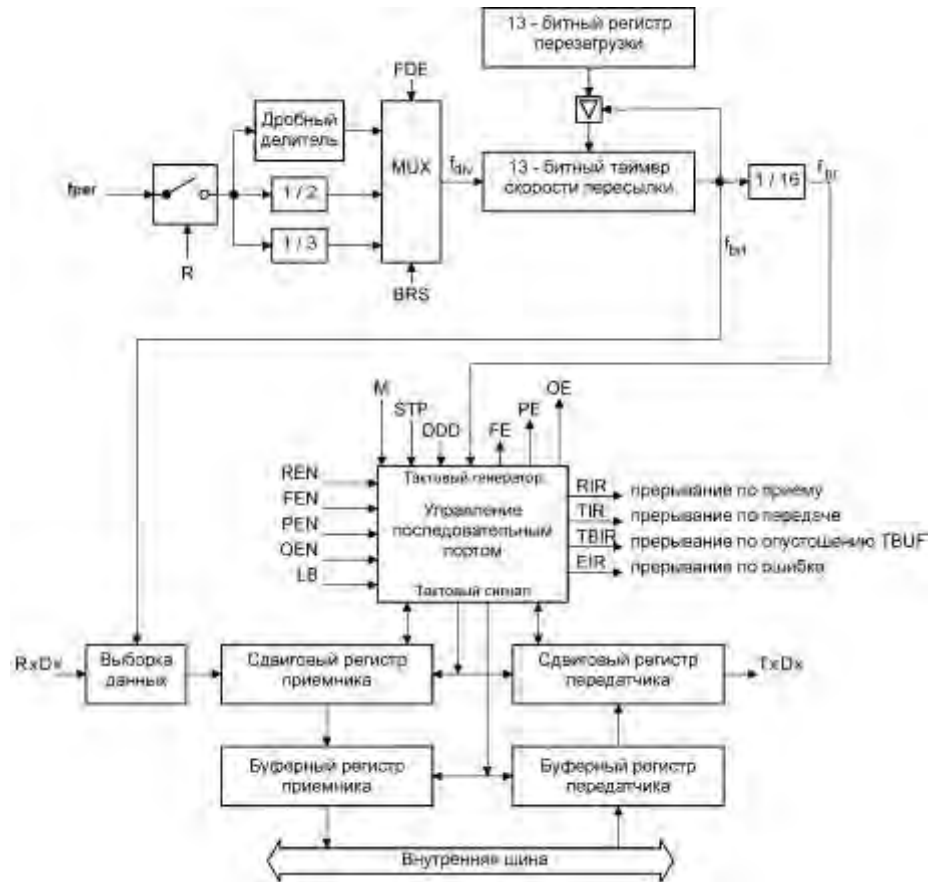 13 - битный регистр
перезагрузки
FDE
Дробный
делитель
MUX
fper
fdiv
13 - битный таймер
скорости пересылки
1 / 16
fbr
1 / 2
1 / 3
R
BRS
fbrt
M
STP
ODD
FE
PE
OE
REN
FEN
PEN
OEN
LB
Тактовый генератор
Управление
последовательным
портом
Тактовый сигнал
RIR прерывание по приему
TIR прерывание по передаче
TBIR прерывание по опустошению TBUF
EIR прерывание по ошибке
RxDx
Выборка
данных
Сдвиговый регистр
приемника
Сдвиговый регистр
передатчика
TxDx
Буферный регистр
приемника
Буферный регистр
передатчика
Внутренняя шина